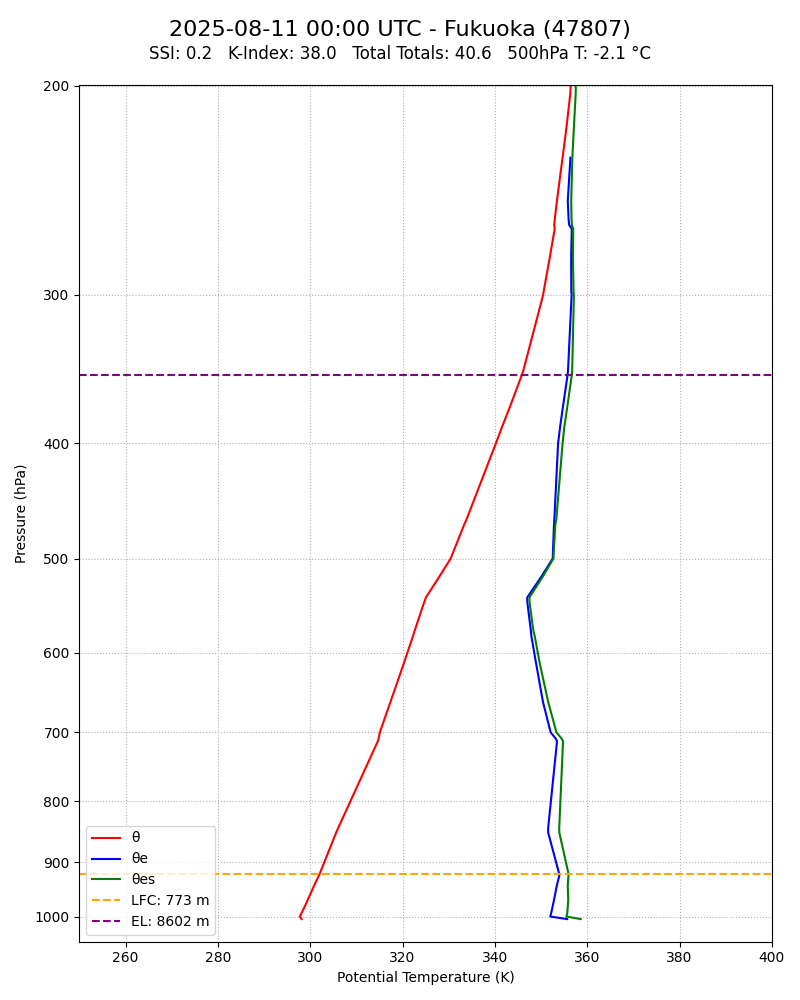 2025-08-11 00:00 UTC - Fukuoka (47807)
SSI: 0.2 K-Index: 38.0 Total Totals: 40.6 500hPa T: -2.1 °C
Pressure (hPa)
200
300
400
500
600
700
800
900
1000
θ
θe
θes
LFC: 773 m
EL: 8602 m
260 280 300 320 340 360 380 400
Potential Temperature (K)